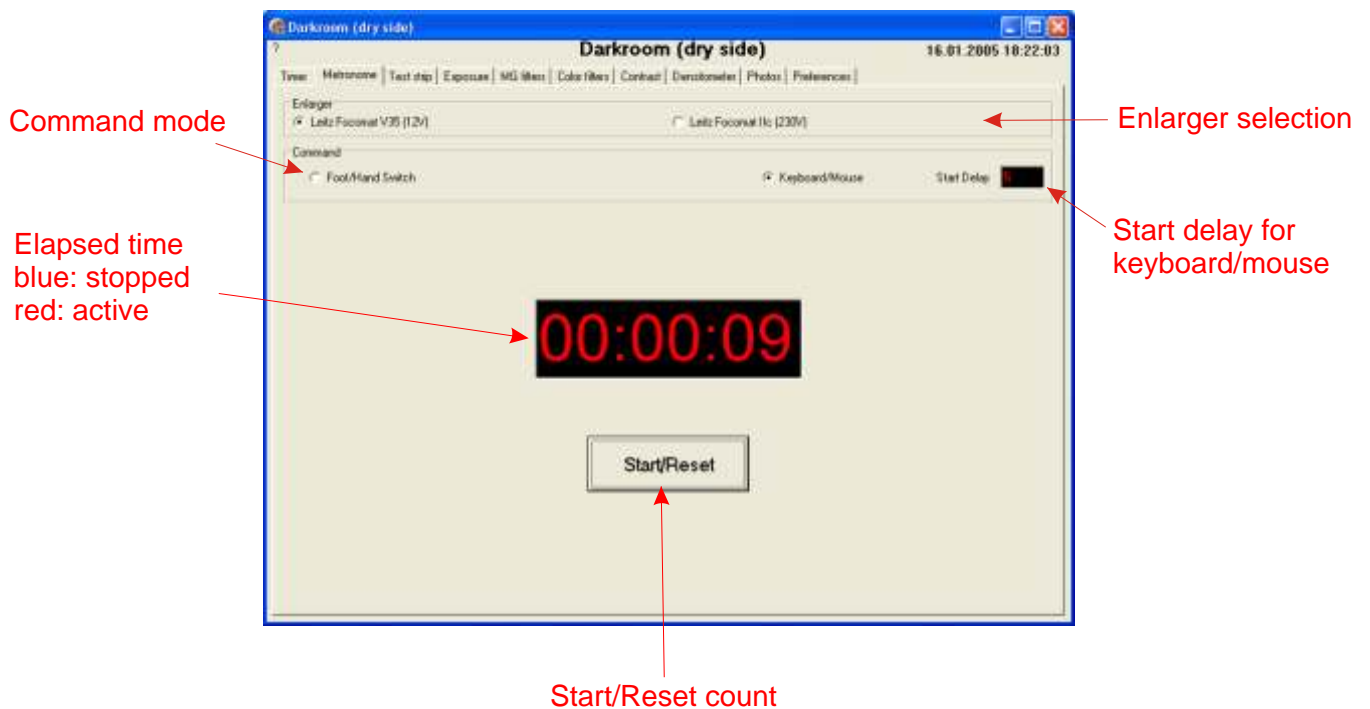 Darkroom (dry side)
?
Darkroom (dry side)
16.01.2005 18:22:03
Timer Metronome Test strip Exposure MG filters Color filters Contrast Densitometer Photos Preferences
Enlarger
Leitz Focomat V35 (12V) Leitz Focomat IIc (230V)
Command mode
Enlarger selection
Command
Foot/Hand Switch Keyboard/Mouse Start Delay
Elapsed time
blue: stopped
red: active
Start delay for
keyboard/mouse
00:00:09
Start/Reset
Start/Reset count